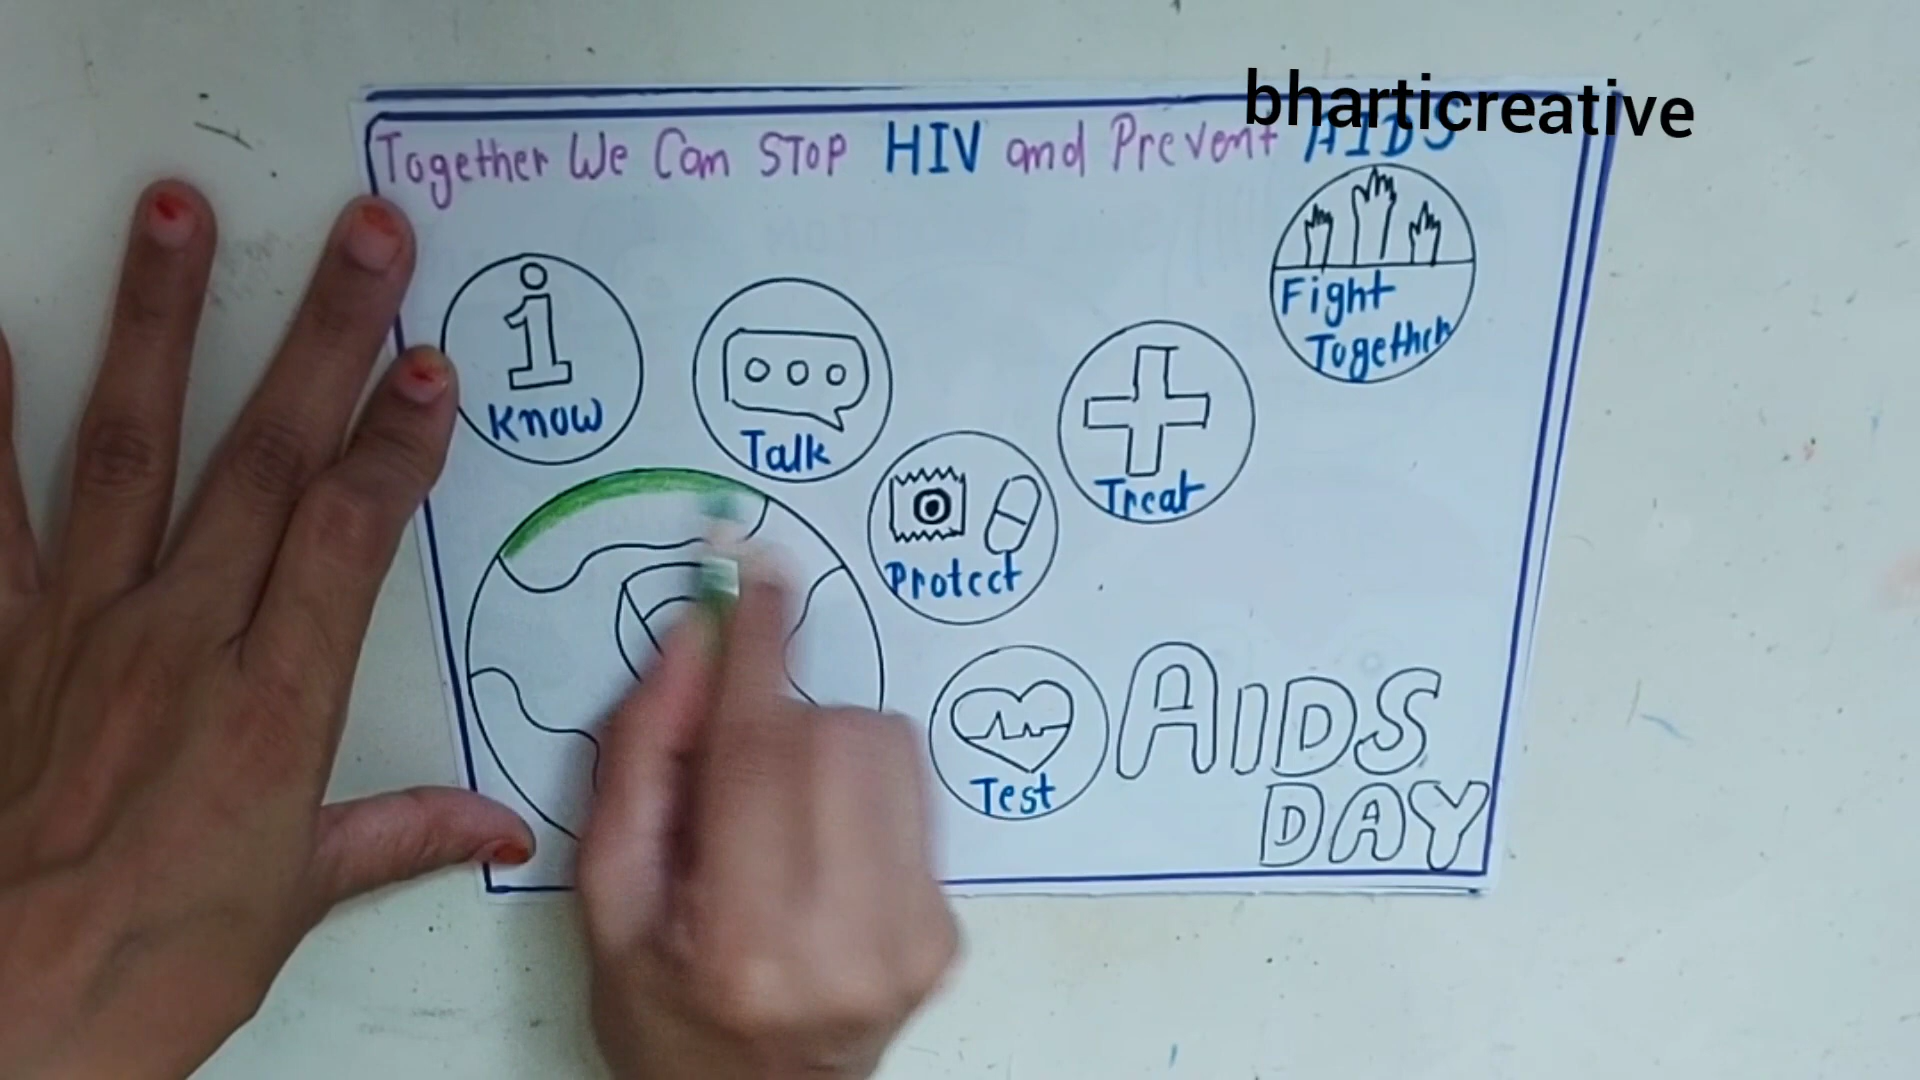 bharticreative
Together We Can STOP HIV and Prevent AIDS
Fight
Together
Know
Talk
Treat
Protect
Test
AIDS
DAY